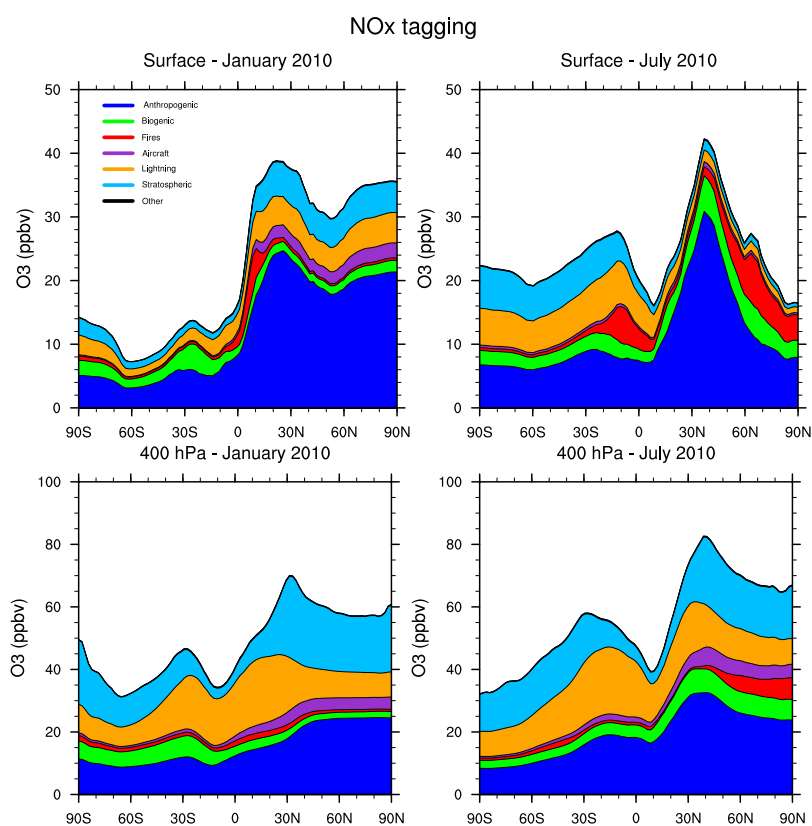 NOx tagging
Surface - January 2010
Surface - July 2010
50
40
30
20
10
0
O3 (ppbv)
Anthropogenic
Biogenic
Fires
Aircraft
Lightning
Stratospheric
Other
90S 60S 30S 0 30N 60N 90N
50
40
30
20
10
0
O3 (ppbv)
90S 60S 30S 0 30N 60N 90N
400 hPa - January 2010
400 hPa - July 2010
100
80
60
40
20
0
O3 (ppbv)
90S 60S 30S 0 30N 60N 90N
100
80
60
40
20
0
O3 (ppbv)
90S 60S 30S 0 30N 60N 90N